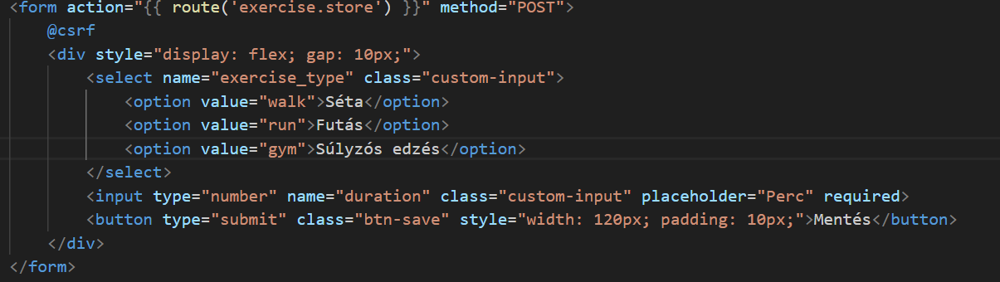 <form action="{{ route('exercise.store') }}" method="POST">
@csrf
<div style="display: flex; gap: 10px;">
<select name="exercise_type" class="custom-input">
<option value="walk">Séta</option>
<option value="run">Futás</option>
<option value="gym">Súlyzós edzés</option>
</select>
<input type="number" name="duration" class="custom-input" placeholder="Perc" required>
<button type="submit" class="btn-save" style="width: 120px; padding: 10px;">Mentés</button>
</div>
</form>